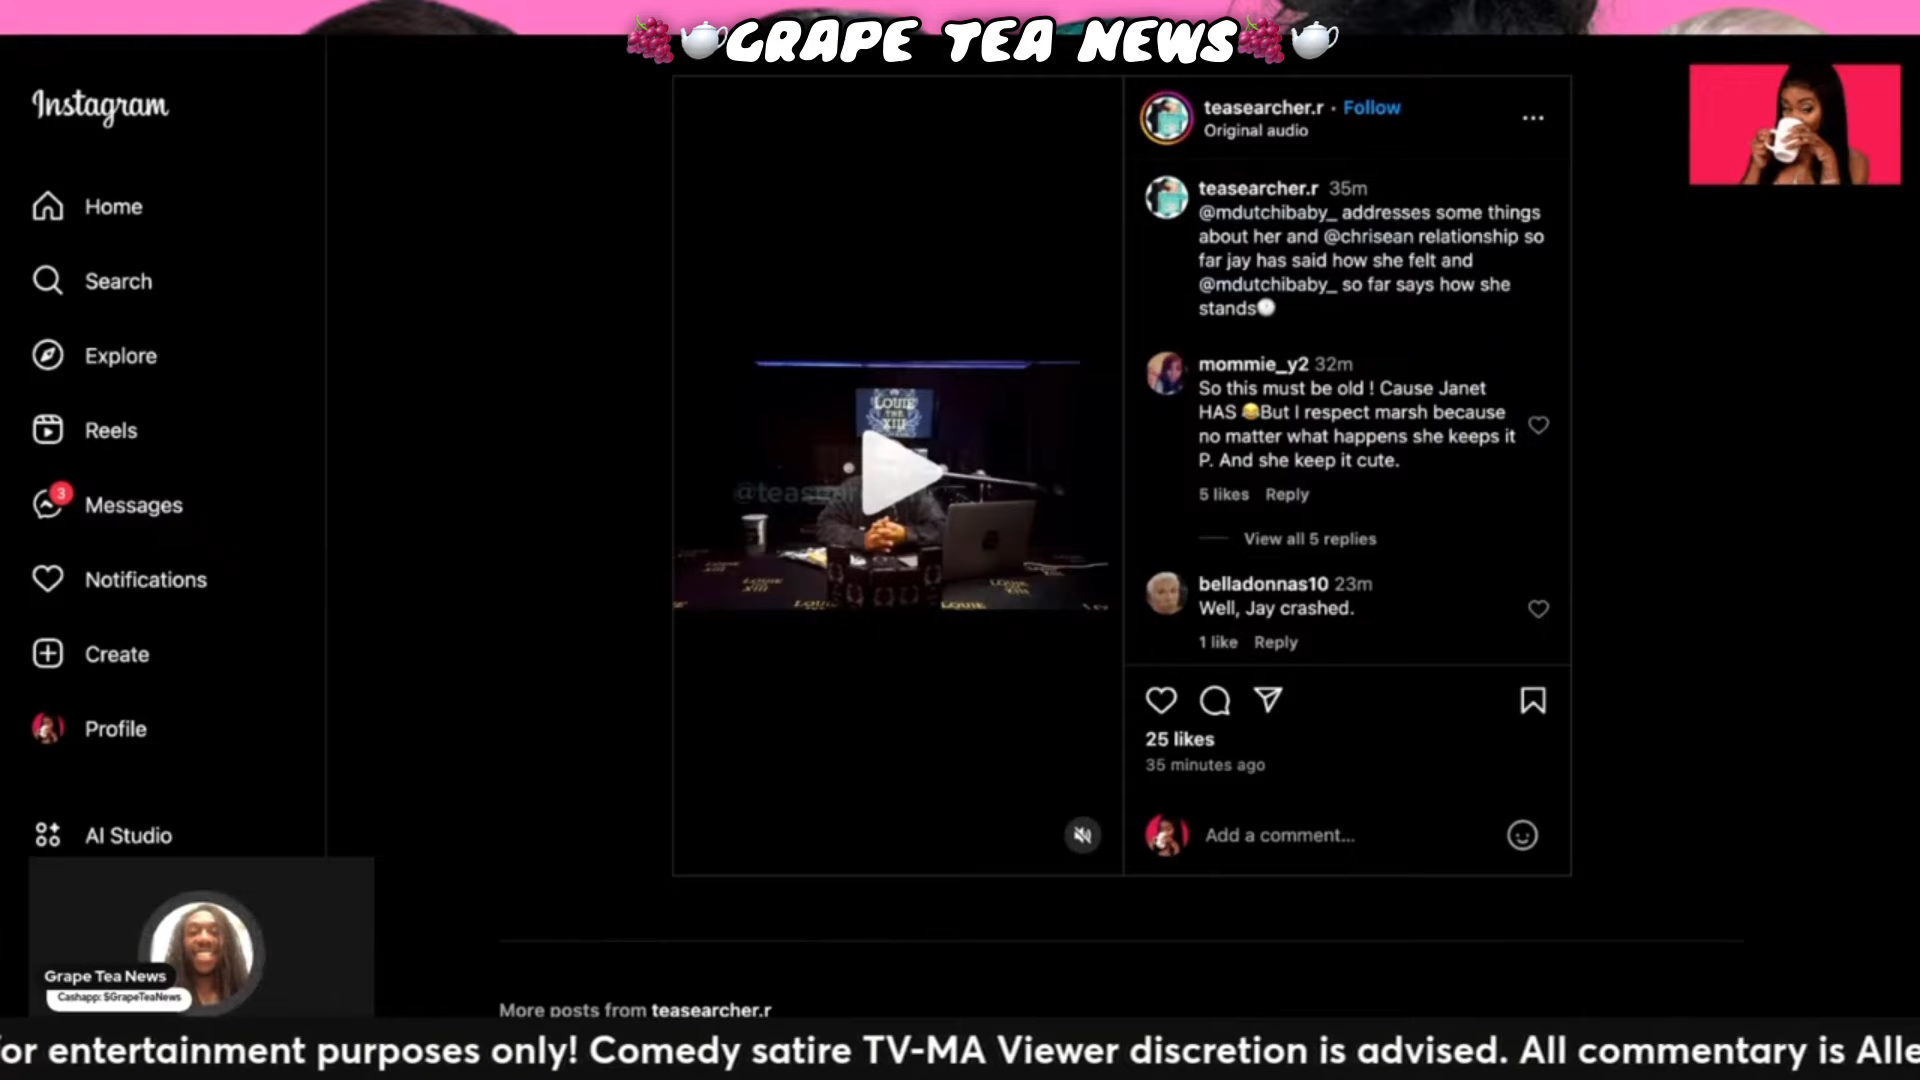 GRAPE TEA NEWS
Instagram
Home
Search
Explore
Reels
3
Messages
Notifications
Create
Profile
AI Studio
LOUIE
THE
XIII
teasearcher.r · Follow
Original audio
teasearcher.r 35m
@mdutchibaby_ addresses some things
about her and @chrisean relationship so
far jay has said how she felt and
@mdutchibaby_ so far says how she
stands
mommie_y2 32m
So this must be old ! Cause Janet
HAS 😂But I respect marsh because
no matter what happens she keeps it
P. And she keep it cute.
5 likes Reply
View all 5 replies
belladonnas10 23m
Well, Jay crashed.
1 like Reply
25 likes
35 minutes ago
Add a comment...
Grape Tea News
Cashapp: $GrapeTeaNews
More posts from teasearcher.r
or entertainment purposes only! Comedy satire TV-MA Viewer discretion is advised. All commentary is Alle